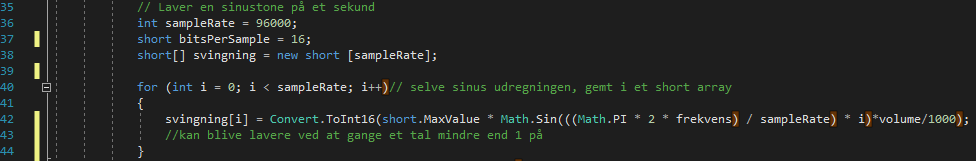 35 // Laver en sinustone på et sekund
36 int sampleRate = 96000;
37 short bitsPerSample = 16;
38 short[] svingning = new short [sampleRate];
39
40 for (int i = 0; i < sampleRate; i++)// selve sinus udregningen, gemt i et short array
41 {
42 svingning[i] = Convert.ToInt16(short.MaxValue * Math.Sin(((Math.PI * 2 * frekvens) / sampleRate) * i)*volume/1000);
43 //kan blive lavere ved at gange et tal mindre end 1 på
44 }